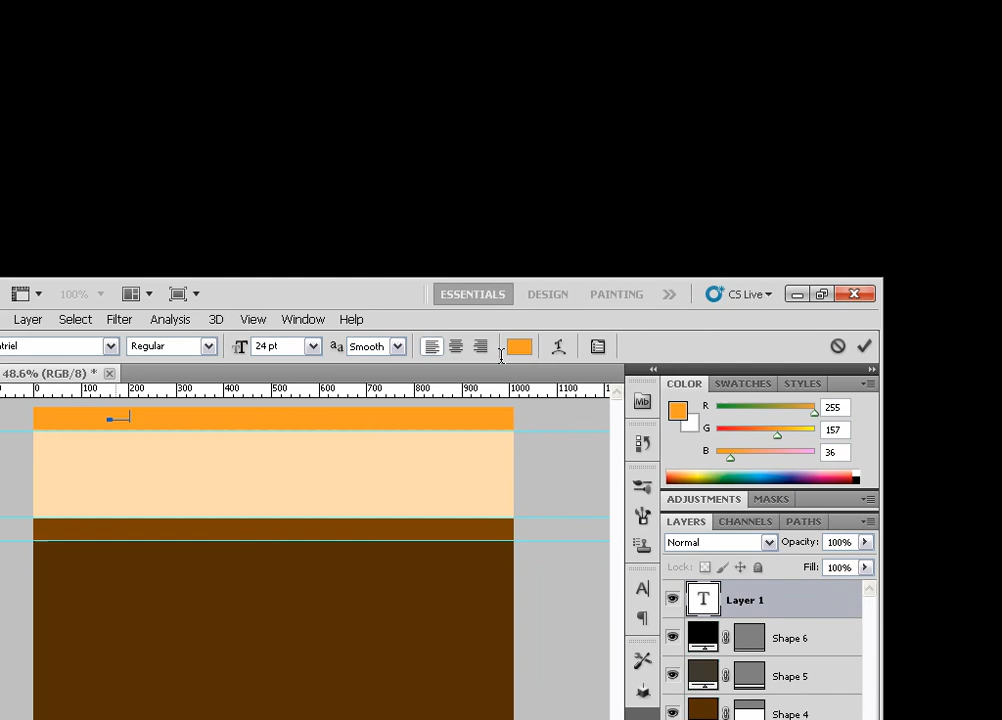 100% ESSENTIALS DESIGN PAINTING CS Live
Layer Select Filter Analysis 3D View Window Help
atriel Regular 24 pt Smooth
48.6% (RGB/8) *
0 100 200 300 400 500 600 700 800 900 1000 1100
Mb
COLOR SWATCHES STYLES
R 255
G 157
B 36
ADJUSTMENTS MASKS
LAYERS CHANNELS PATHS
Normal Opacity: 100%
Lock: Fill: 100%
T Layer 1
Shape 6
Shape 5
Shape 4